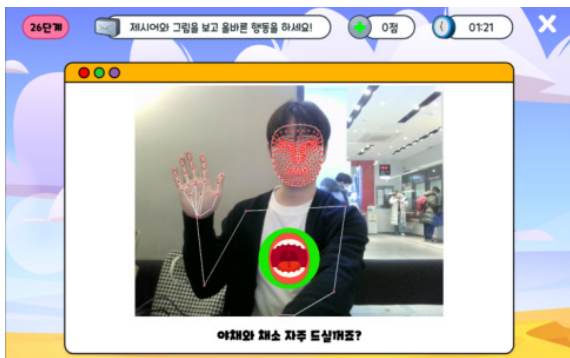 26단계
제시어와 그림을 보고 올바른 행동을 하세요!
0점
01:21
야채와 채소 자주 드실꺼죠?